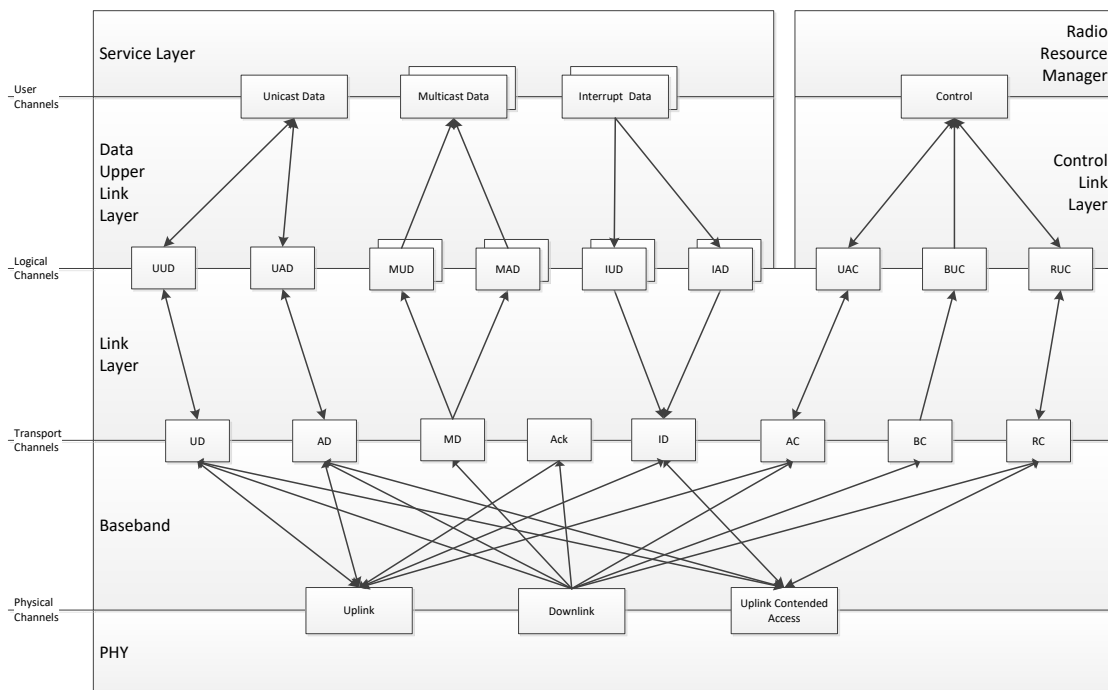 Service Layer
Radio
Resource
Manager
User
Channels
Unicast Data
Multicast Data
Interrupt Data
Control
Data
Upper
Link
Layer
Control
Link
Layer
Logical
Channels
UUD
UAD
MUD
MAD
IUD
IAD
UAC
BUC
RUC
Link
Layer
Transport
Channels
UD
AD
MD
Ack
ID
AC
BC
RC
Baseband
Physical
Channels
Uplink
Downlink
Uplink Contended
Access
PHY